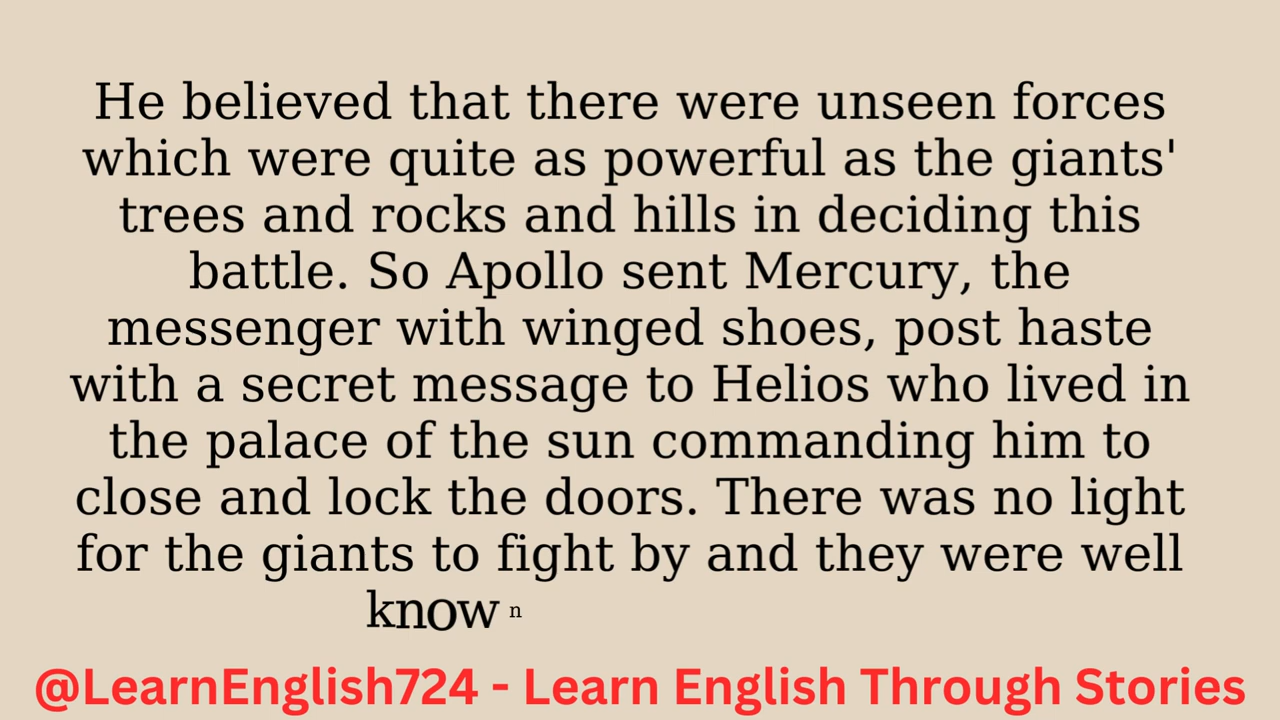 He believed that there were unseen forces
which were quite as powerful as the giants'
trees and rocks and hills in deciding this
battle. So Apollo sent Mercury, the
messenger with winged shoes, post haste
with a secret message to Helios who lived in
the palace of the sun commanding him to
close and lock the doors. There was no light
for the giants to fight by and they were well
known
@LearnEnglish724 - Learn English Through Stories